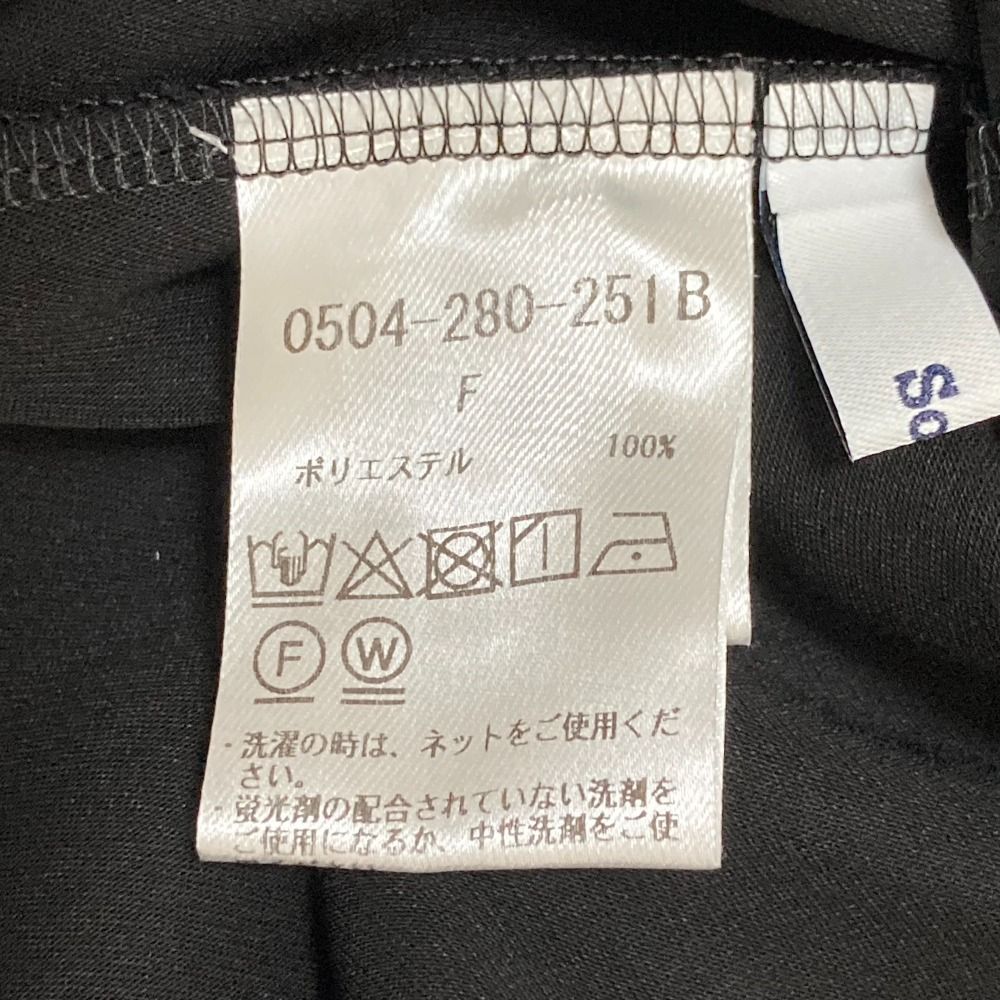 0504-280-251B
F
ポリエステル 100%
F W
・洗濯の時は、ネットをご使用くだ
さい。
・蛍光剤の配合されていない洗剤を
ご使用になるか、中性洗剤をご使
So